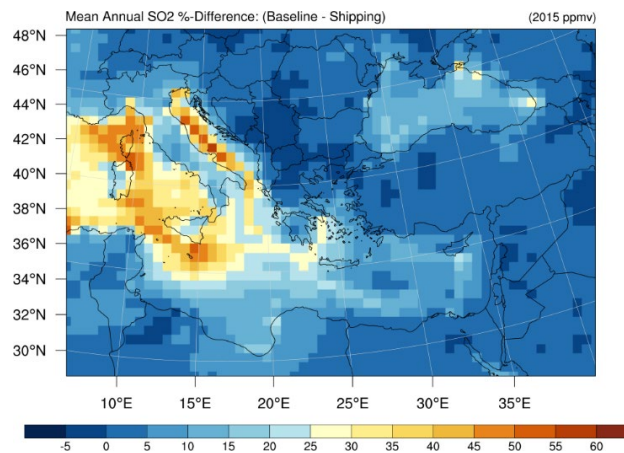 Mean Annual SO2 %-Difference: (Baseline - Shipping) (2015 ppmv)
48°N
46°N
44°N
42°N
40°N
38°N
36°N
34°N
32°N
30°N
10°E 15°E 20°E 25°E 30°E 35°E
-5 0 5 10 15 20 25 30 35 40 45 50 55 60